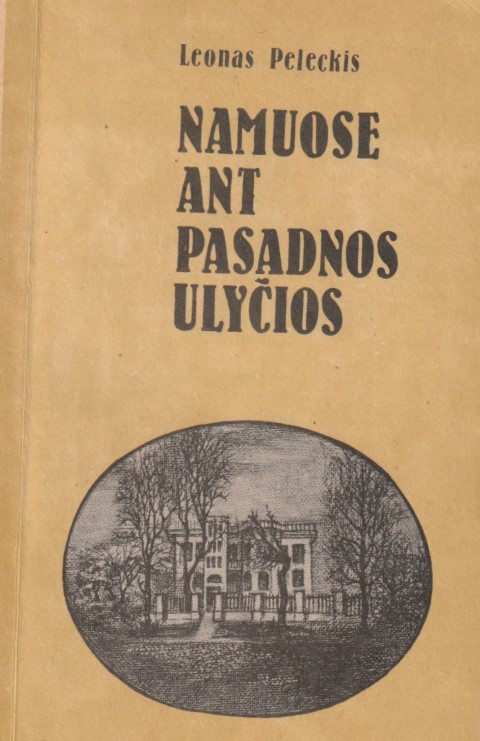 Leonas Peleckis
NAMUOSE
ANT
PASADNOS
ULYČIOS